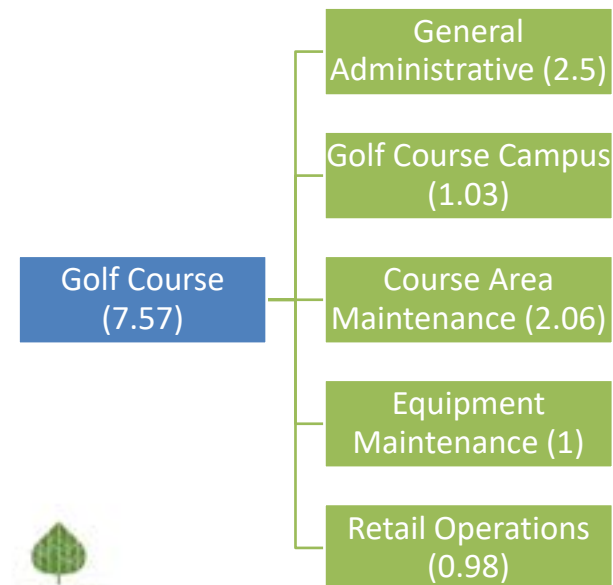 General
Administrative (2.5)
Golf Course Campus
(1.03)
Golf Course
(7.57)
Course Area
Maintenance (2.06)
Equipment
Maintenance (1)
Retail Operations
(0.98)